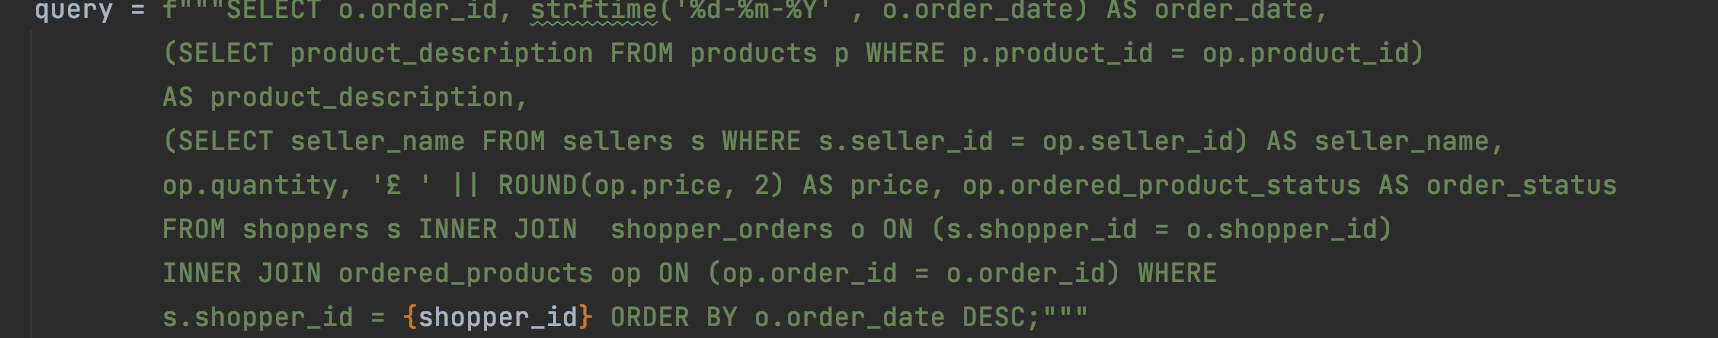 query = f"""SELECT o.order_id, strftime('%d-%m-%Y' , o.order_date) AS order_date,
(SELECT product_description FROM products p WHERE p.product_id = op.product_id)
AS product_description,
(SELECT seller_name FROM sellers s WHERE s.seller_id = op.seller_id) AS seller_name,
op.quantity, '£ ' || ROUND(op.price, 2) AS price, op.ordered_product_status AS order_status
FROM shoppers s INNER JOIN  shopper_orders o ON (s.shopper_id = o.shopper_id)
INNER JOIN ordered_products op ON (op.order_id = o.order_id) WHERE
s.shopper_id = {shopper_id} ORDER BY o.order_date DESC;"""